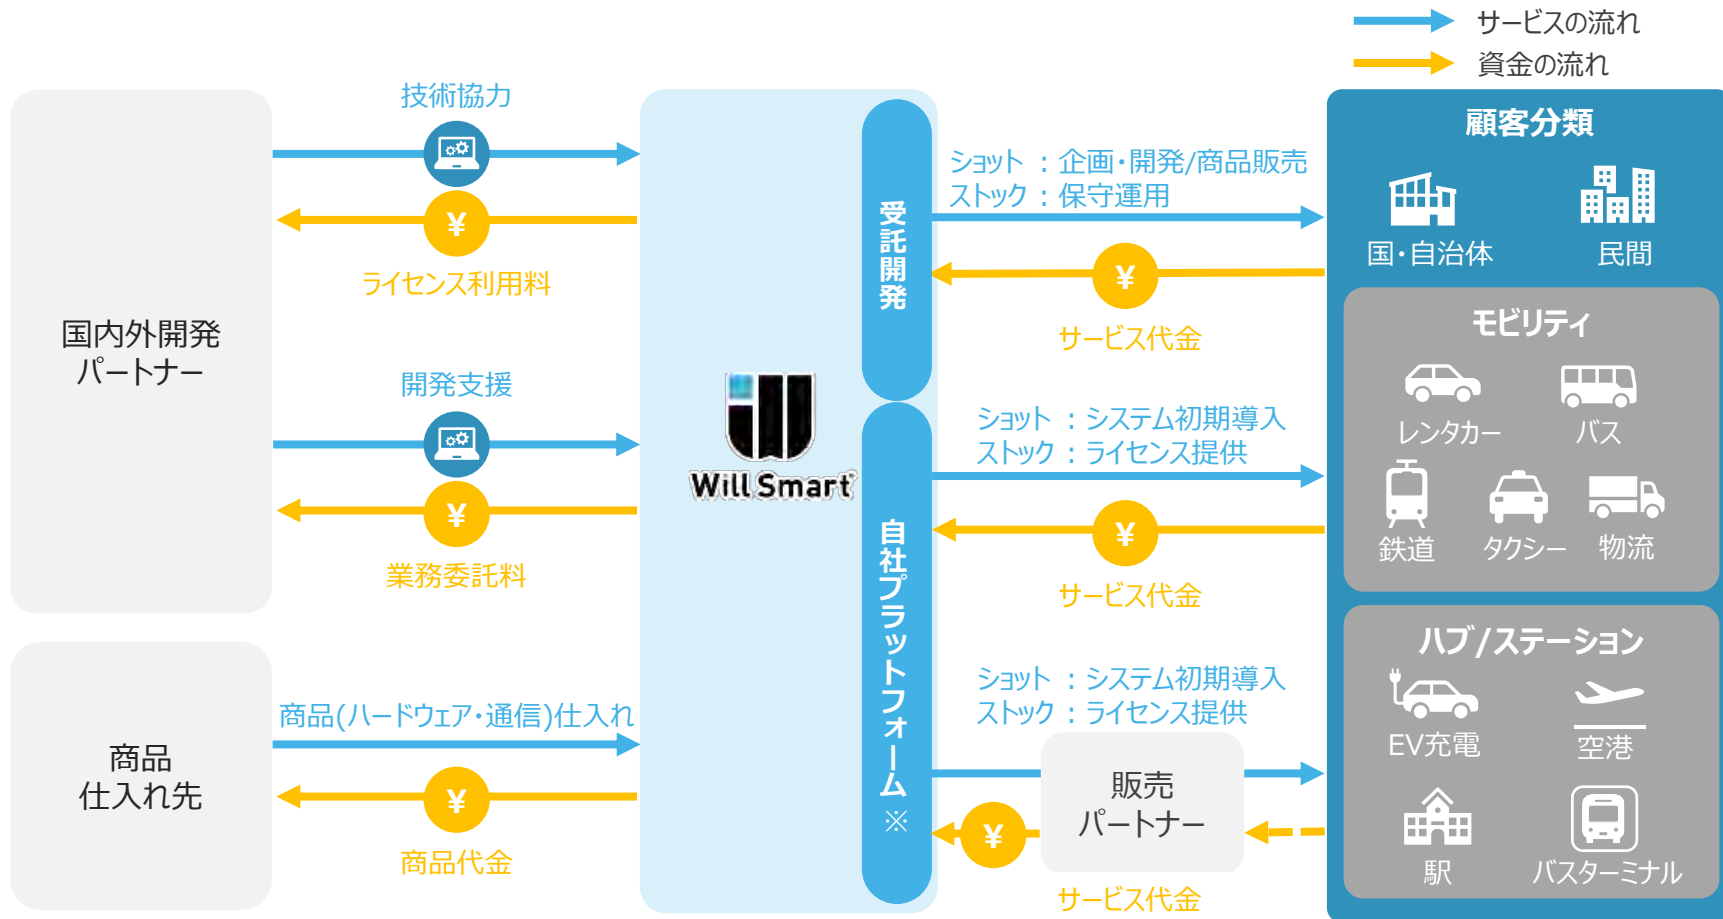 サービスの流れ
資金の流れ
国内外開発
パートナー
商品
仕入れ先
技術協力
¥
ライセンス利用料
開発支援
¥
業務委託料
商品(ハードウェア・通信)仕入れ
¥
商品代金
Will Smart
受託開発
自社プラットフォーム※
ショット ：企画・開発/商品販売
ストック：保守運用
¥
サービス代金
ショット ：システム初期導入
ストック：ライセンス提供
¥
サービス代金
ショット ：システム初期導入
ストック：ライセンス提供
販売
パートナー
¥
サービス代金
顧客分類
国・自治体
民間
モビリティ
レンタカー
バス
鉄道
タクシー
物流
ハブ/ステーション
EV充電
空港
駅
バスターミナル